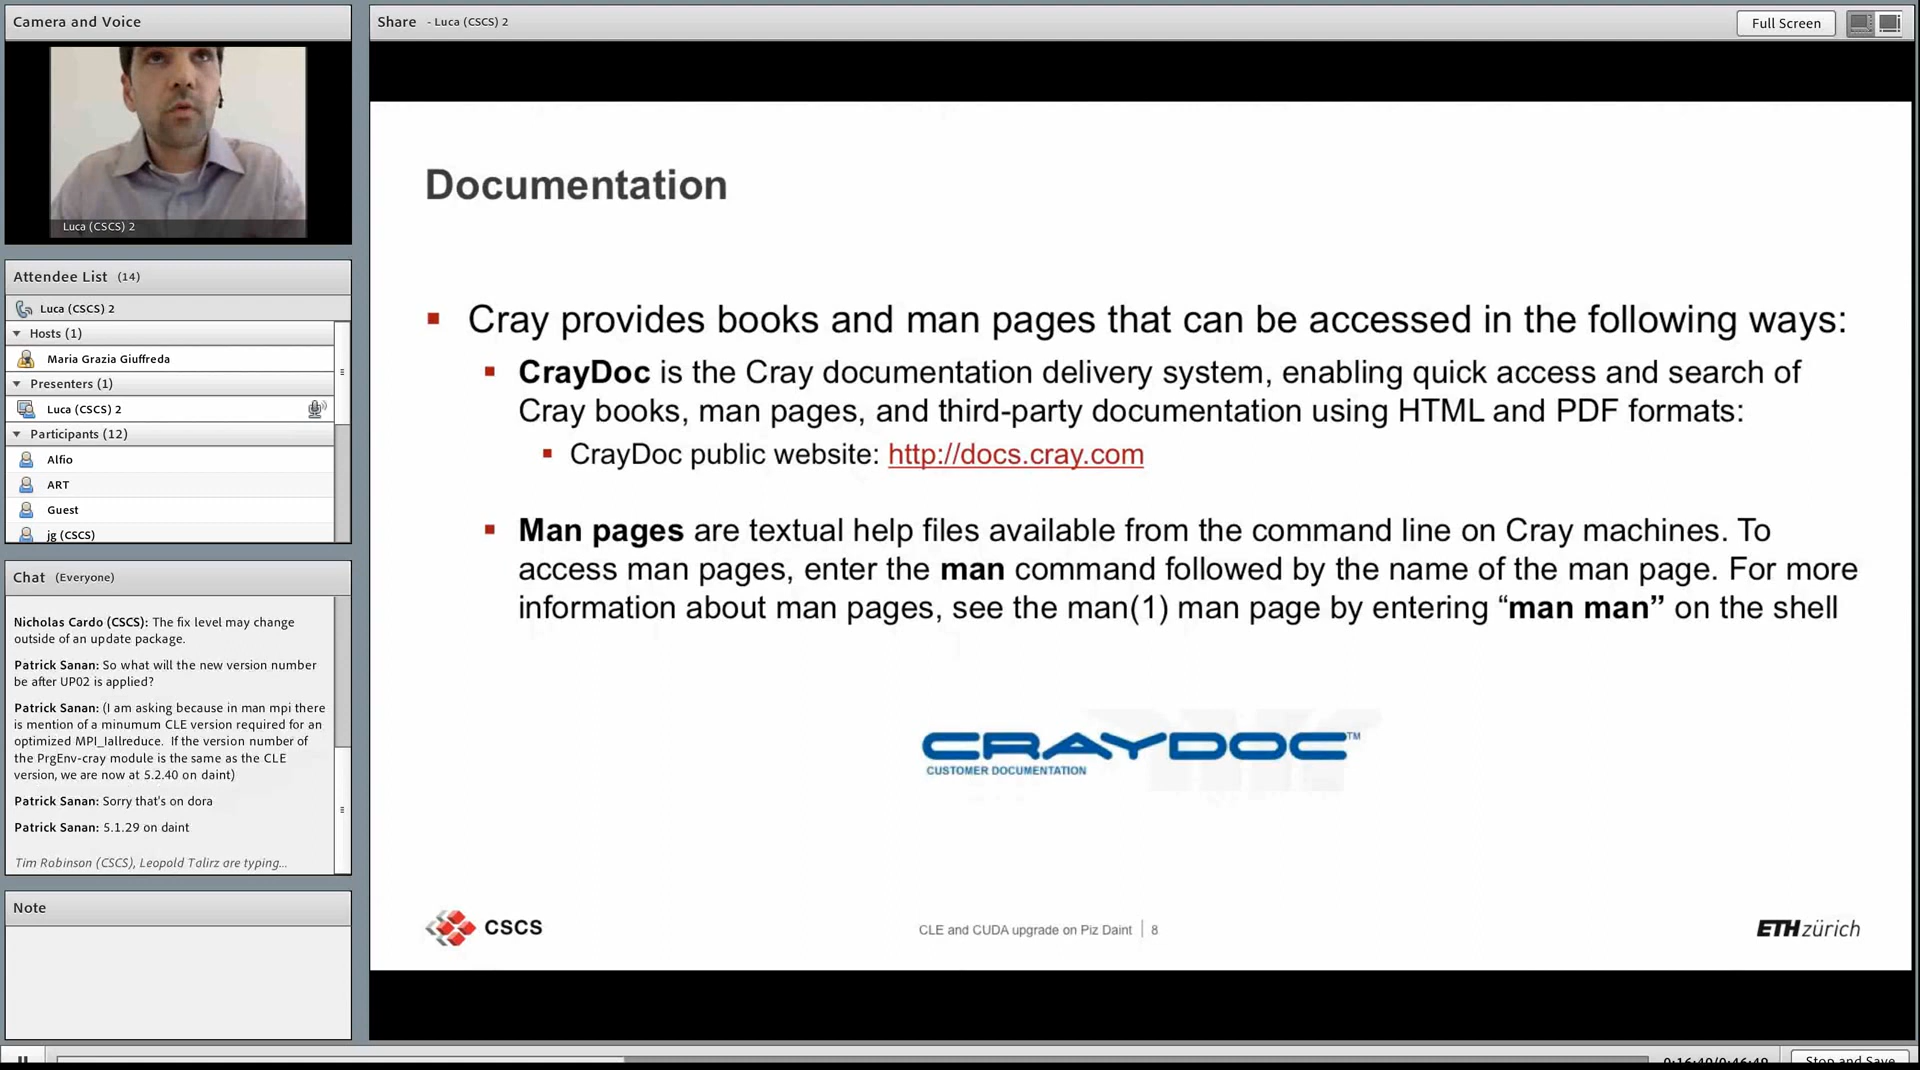 Camera and Voice
Luca (CSCS) 2
Attendee List (14)
Luca (CSCS) 2
Hosts (1)
Maria Grazia Giuffreda
Presenters (1)
Luca (CSCS) 2
Participants (12)
Alfio
ART
Guest
jg (CSCS)
Chat (Everyone)
Nicholas Cardo (CSCS): The fix level may change
outside of an update package.
Patrick Sanan: So what will the new version number
be after UP02 is applied?
Patrick Sanan: (I am asking because in man mpi there
is mention of a minumum CLE version required for an
optimized MPI_Iallreduce. If the version number of
the PrgEnv-cray module is the same as the CLE
version, we are now at 5.2.40 on daint)
Patrick Sanan: Sorry that's on dora
Patrick Sanan: 5.1.29 on daint
Tim Robinson (CSCS), Leopold Talirz are typing...
Note
Share - Luca (CSCS) 2
Full Screen
Documentation
Cray provides books and man pages that can be accessed in the following ways:
CrayDoc is the Cray documentation delivery system, enabling quick access and search of
Cray books, man pages, and third-party documentation using HTML and PDF formats:
CrayDoc public website: http://docs.cray.com
Man pages are textual help files available from the command line on Cray machines. To
access man pages, enter the man command followed by the name of the man page. For more
information about man pages, see the man(1) man page by entering “man man” on the shell
CRAYDOC™
CUSTOMER DOCUMENTATION
CSCS
CLE and CUDA upgrade on Piz Daint | 8
ETH zürich
0:16:40/0:46:49
Stop and Save